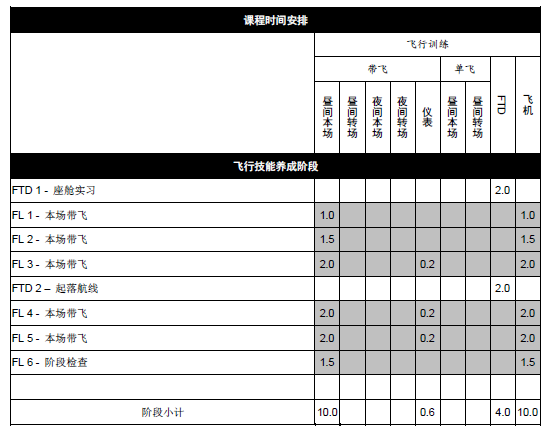 课程时间安排
飞行训练
带飞 单飞
昼间本场 昼间转场 夜间本场 夜间转场 仪表 昼间本场 昼间转场 FTD 飞机
飞行技能养成阶段
FTD 1 - 座舱实习 2.0
FL 1 - 本场带飞 1.0 1.0
FL 2 - 本场带飞 1.5 1.5
FL 3 - 本场带飞 2.0 0.2 2.0
FTD 2 – 起落航线 2.0
FL 4 - 本场带飞 2.0 0.2 2.0
FL 5 - 本场带飞 2.0 0.2 2.0
FL 6 - 阶段检查 1.5 1.5
阶段小计 10.0 0.6 4.0 10.0